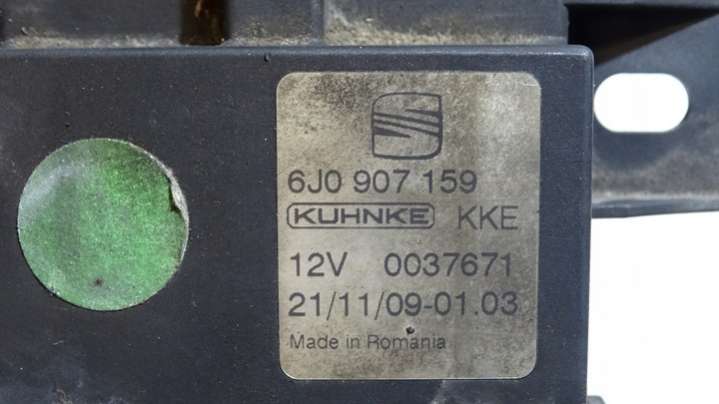 6J0 907 159
KUHNKE KKE
12V 0037671
21/11/09-01.03
Made in Romania